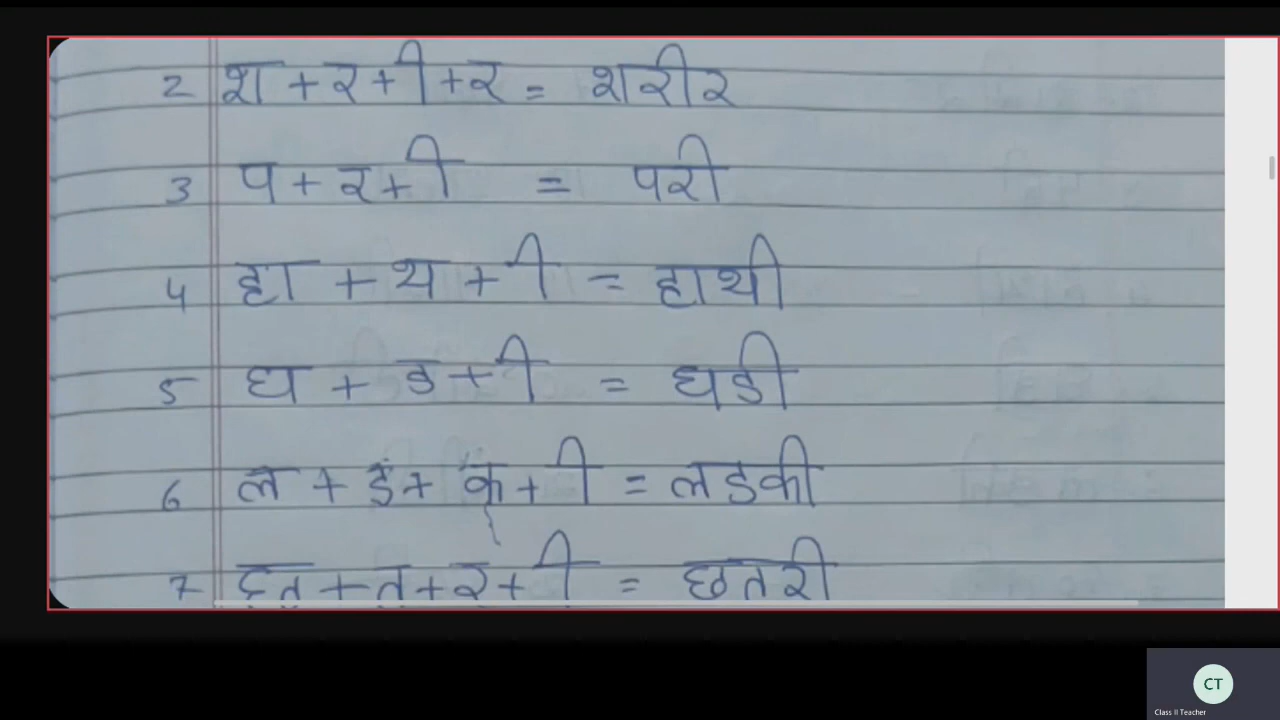 2 श + र + ी + र = शरीर
3 प + र + ी = परी
4 हा + थ + ी = हाथी
5 घ + ड + ी = घडी
6 ल + ड + क + ी = लडकी
7 छ + त + र + ी = छतरी
CT
Class II Teacher